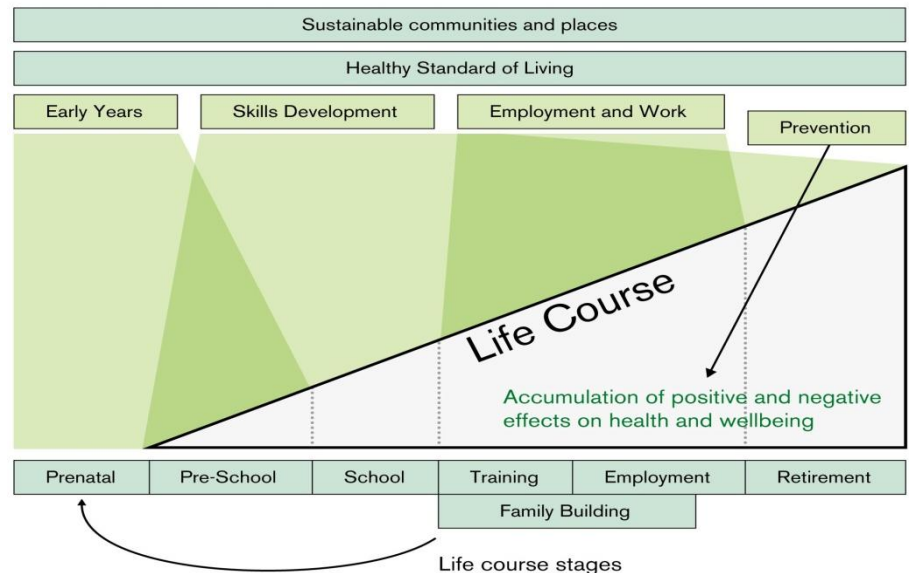 Sustainable communities and places
Healthy Standard of Living
Early Years
Skills Development
Employment and Work
Prevention
Life Course
Accumulation of positive and negative
effects on health and wellbeing
Prenatal
Pre-School
School
Training
Employment
Retirement
Family Building
Life course stages